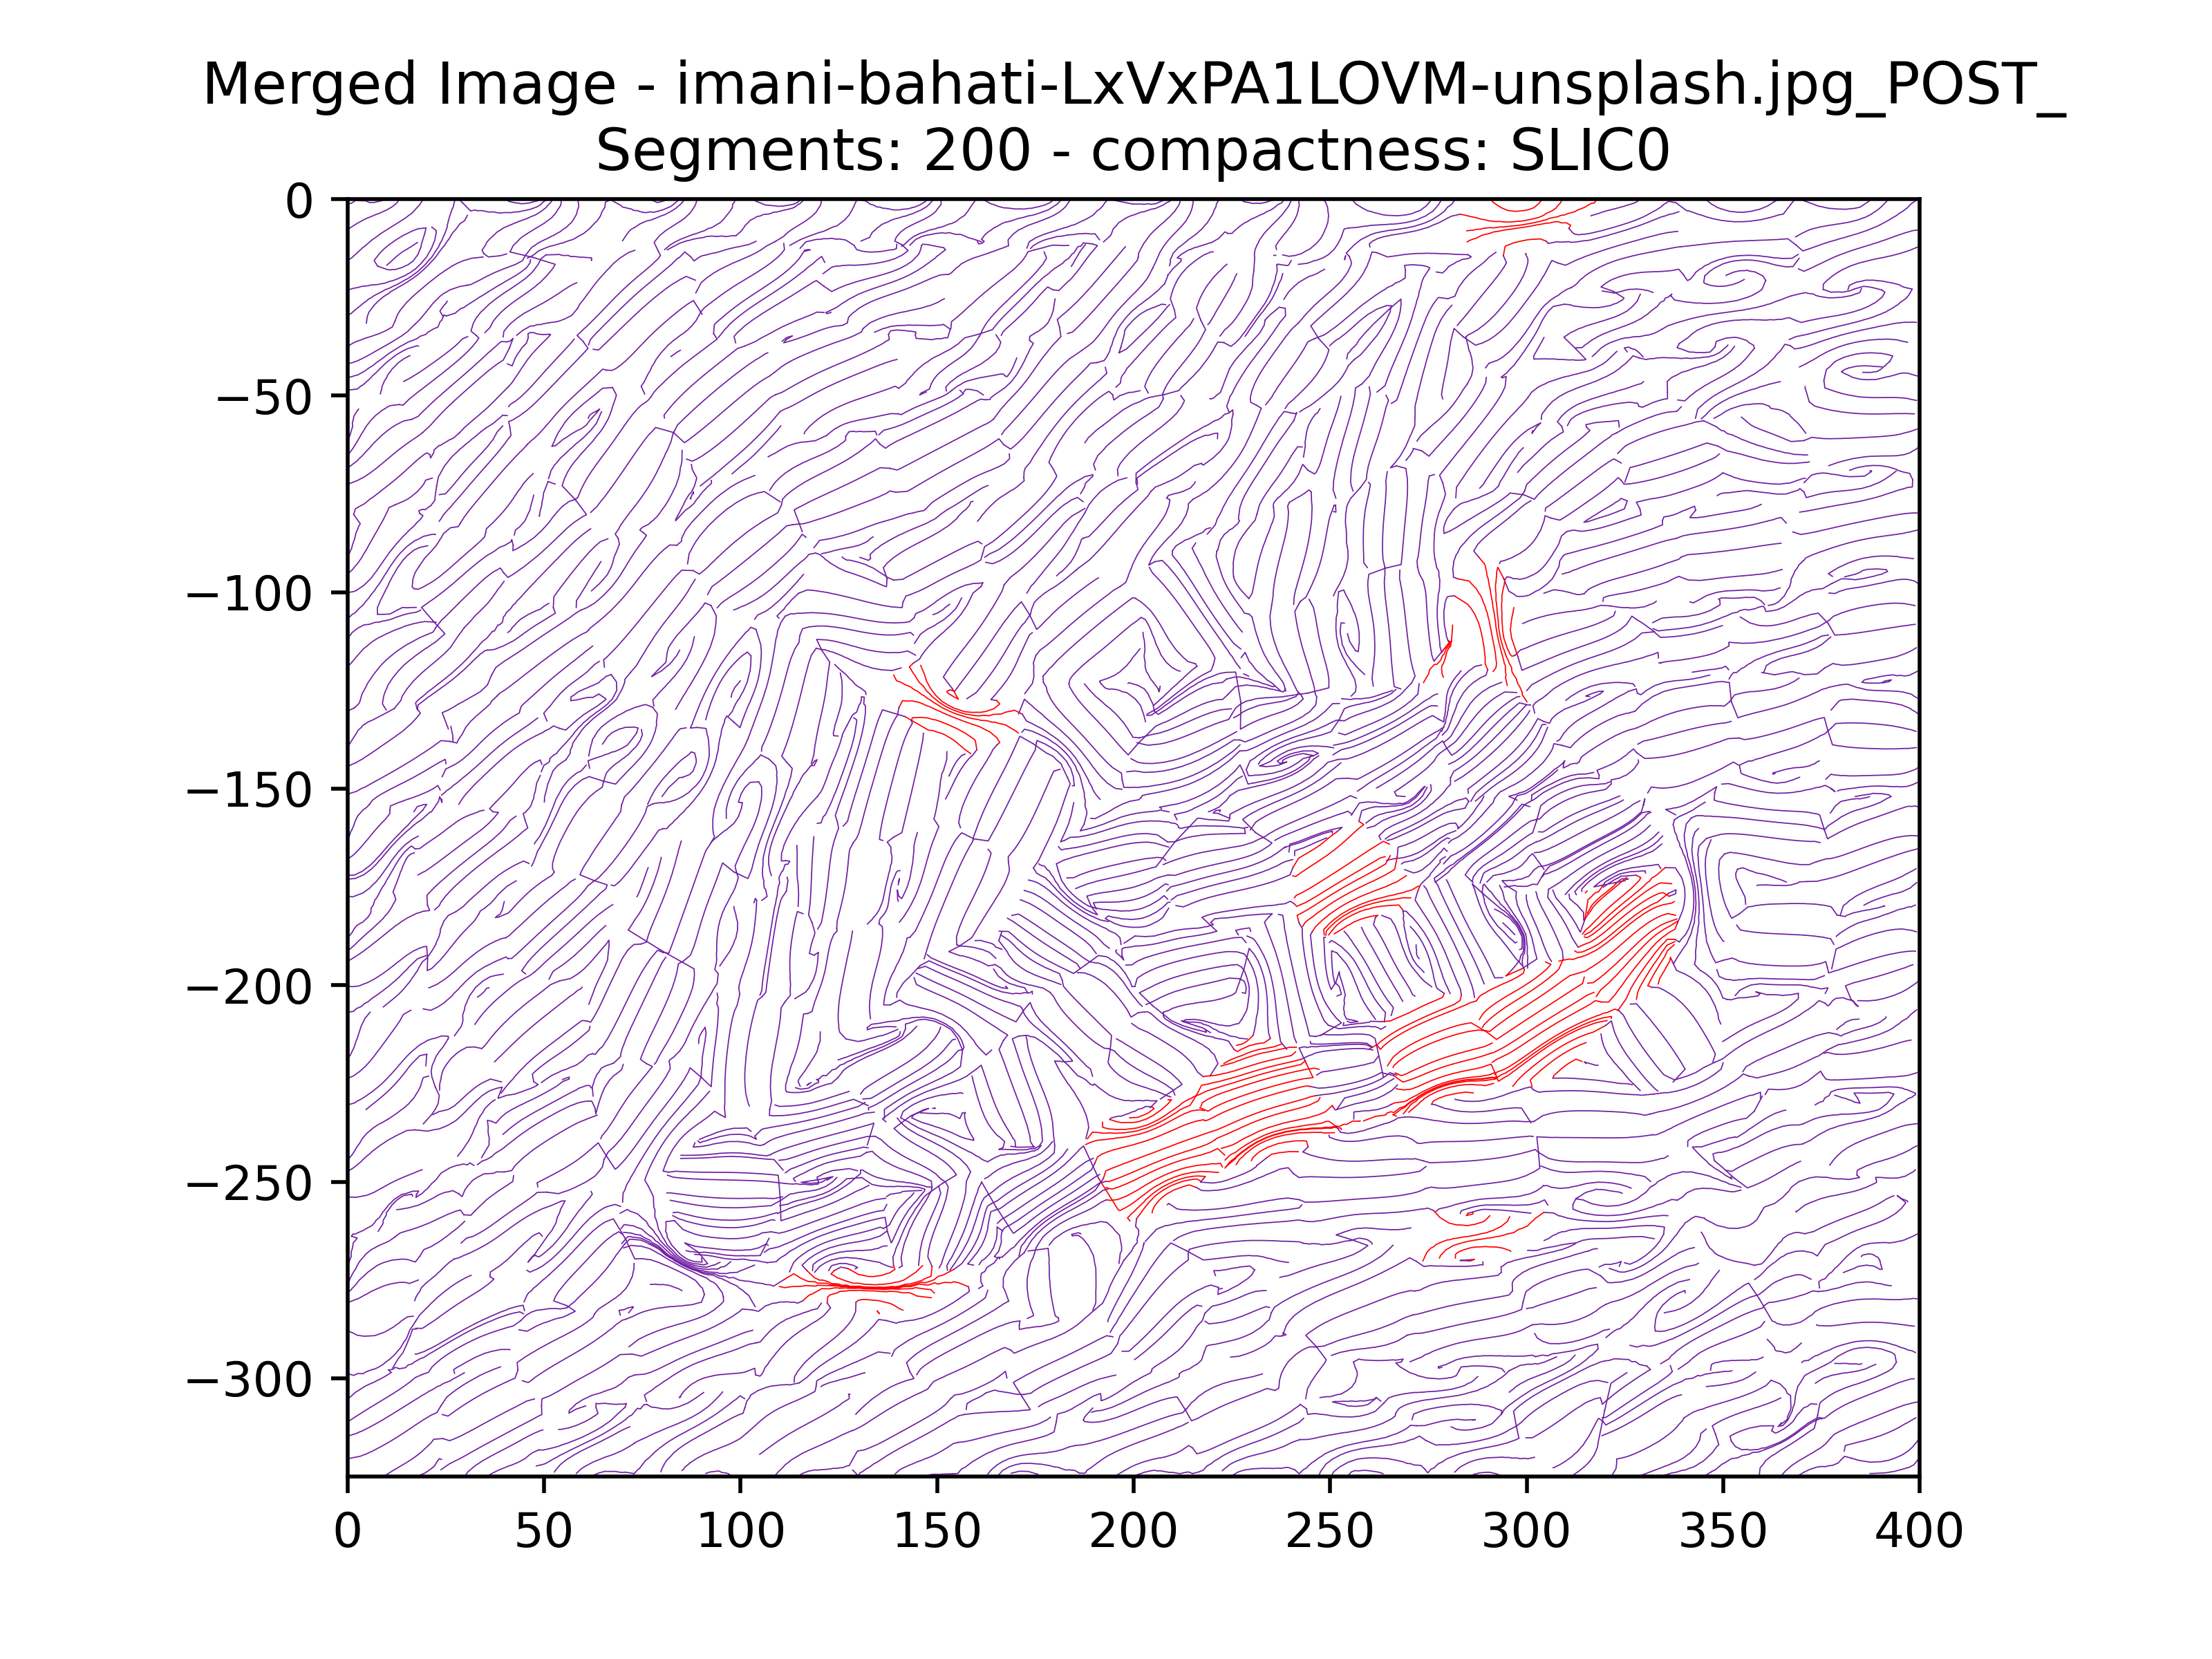 Merged Image - imani-bahati-LxVxPA1LOVM-unsplash.jpg_POST_
Segments: 200 - compactness: SLIC0
0
−50
−100
−150
−200
−250
−300
0 50 100 150 200 250 300 350 400